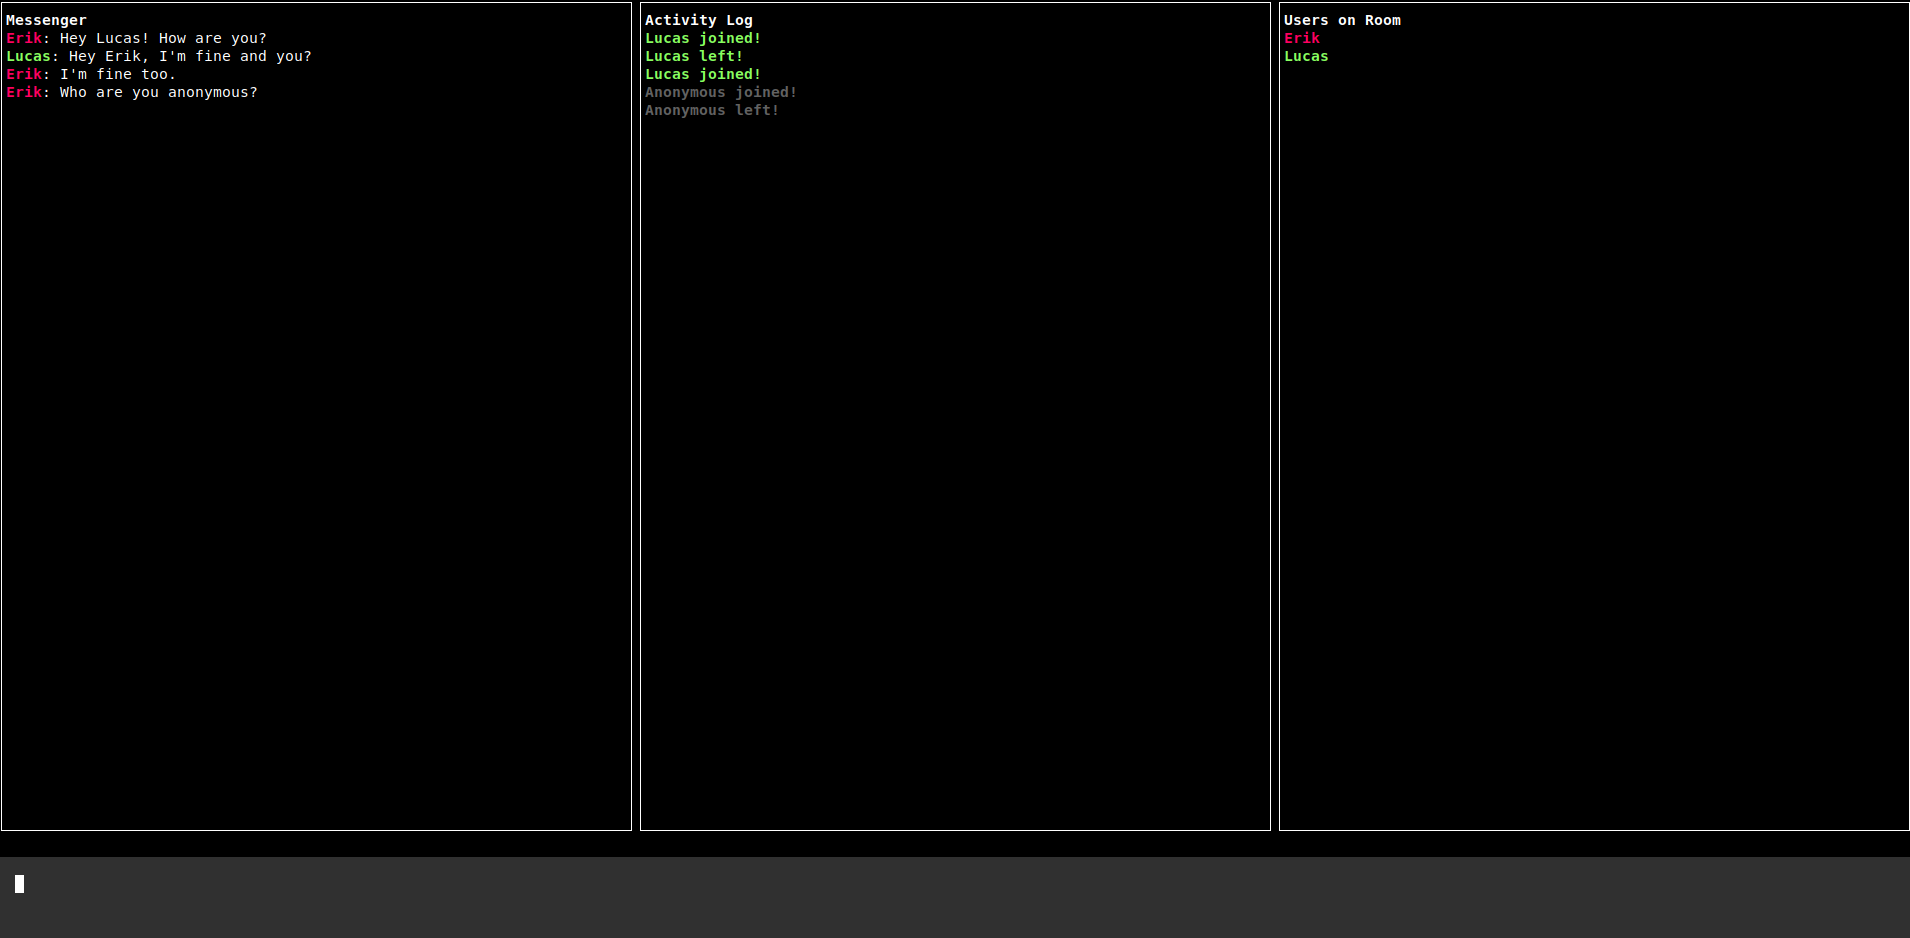 Messenger
Erik: Hey Lucas! How are you?
Lucas: Hey Erik, I'm fine and you?
Erik: I'm fine too.
Erik: Who are you anonymous?
Activity Log
Lucas joined!
Lucas left!
Lucas joined!
Anonymous joined!
Anonymous left!
Users on Room
Erik
Lucas